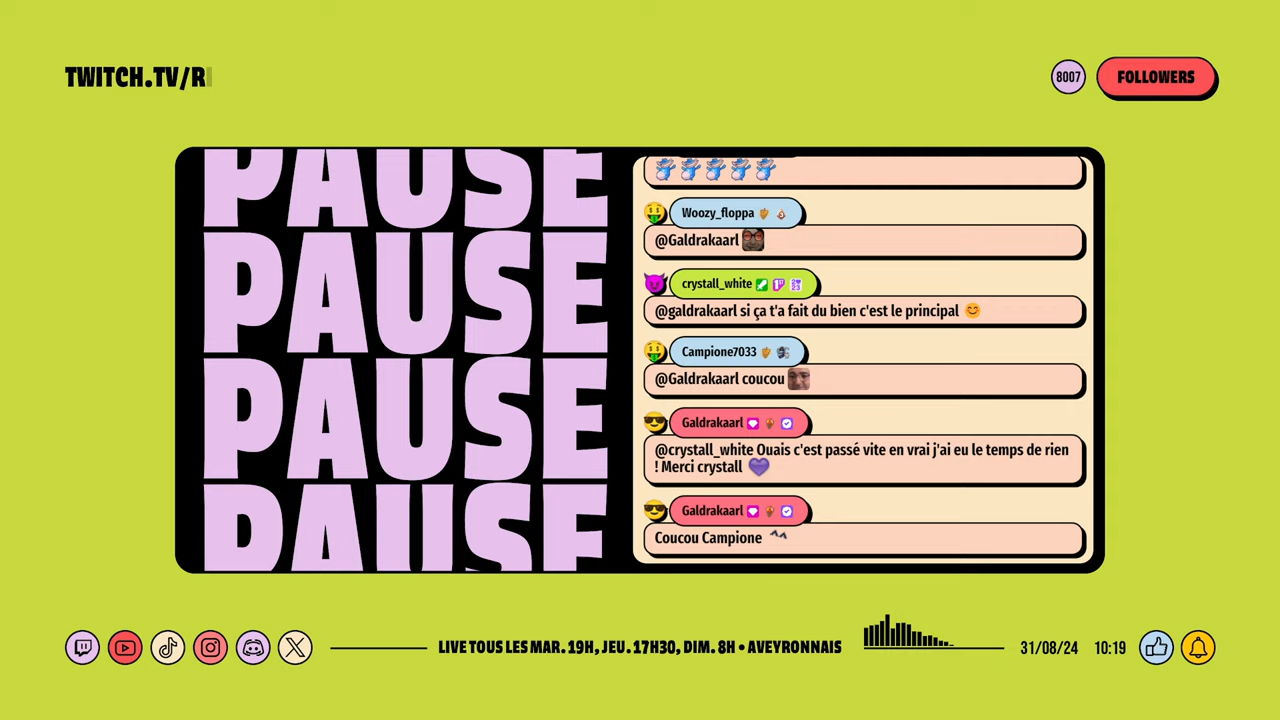 TWITCH.TV/R
8007
FOLLOWERS
PAUSE
PAUSE
PAUSE
PAUSE
Woozy_floppa
@Galdrakaarl
crystall_white
@galdrakaarl si ça t'a fait du bien c'est le principal
Campione7033
@Galdrakaarl coucou
Galdrakaarl
@crystall_white Ouais c'est passé vite en vrai j'ai eu le temps de rien
! Merci crystall
Galdrakaarl
Coucou Campione
LIVE TOUS LES MAR. 19H, JEU. 17H30, DIM. 8H • AVEYRONNAIS
31/08/24
10:19